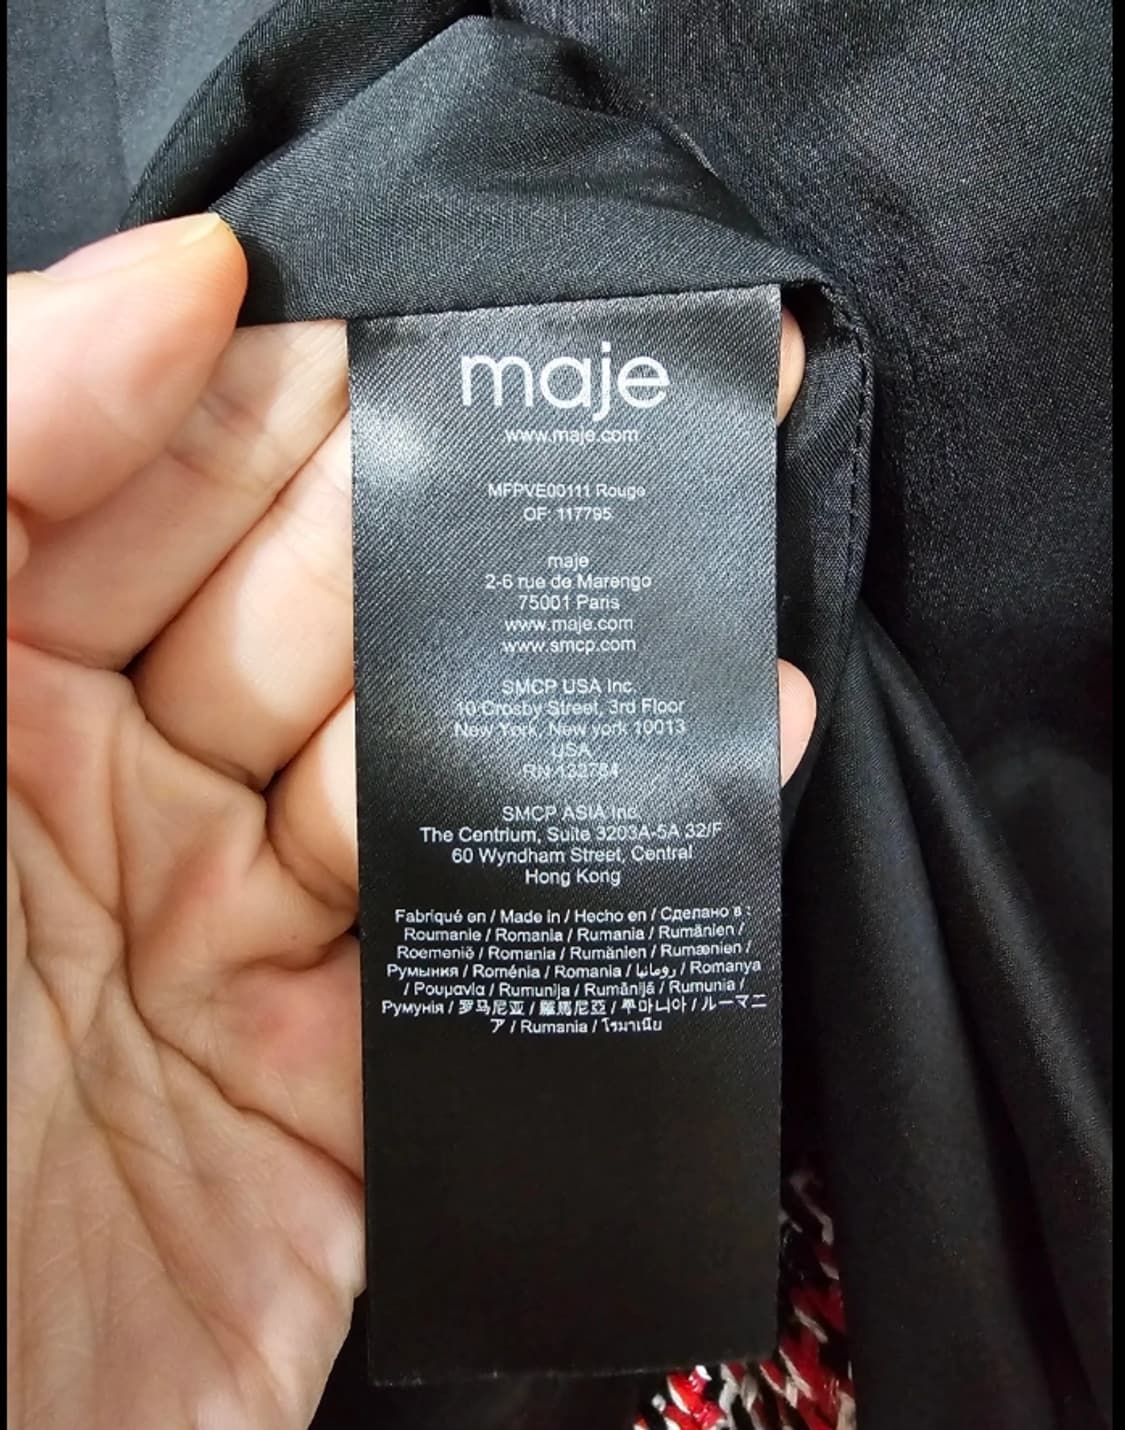 maje
www.maje.com
MFPVE00111 Rouge
OF: 117795
maje
2-6 rue de Marengo
75001 Paris
www.maje.com
www.smcp.com
SMCP USA Inc.
10 Crosby Street, 3rd Floor
New York, New york 10013
USA
RN 122784
SMCP ASIA Inc.
The Centrium, Suite 3203A-5A 32/F
60 Wyndham Street, Central
Hong Kong
Fabriqué en / Made in / Hecho en / Сделано в :
Roumanie / Romania / Rumania / Rumänien /
Roemenië / Romania / Rumänien / Rumænien /
Румыния / Roménia / Romania / رومانيا / Romanya
/ Ρουμανία / Rumunija / Rumānijā / Rumunia /
Румунія / 罗马尼亚 / 羅馬尼亞 / 루마니아 / ルーマニ
ア / Rumania / โรมาเนีย